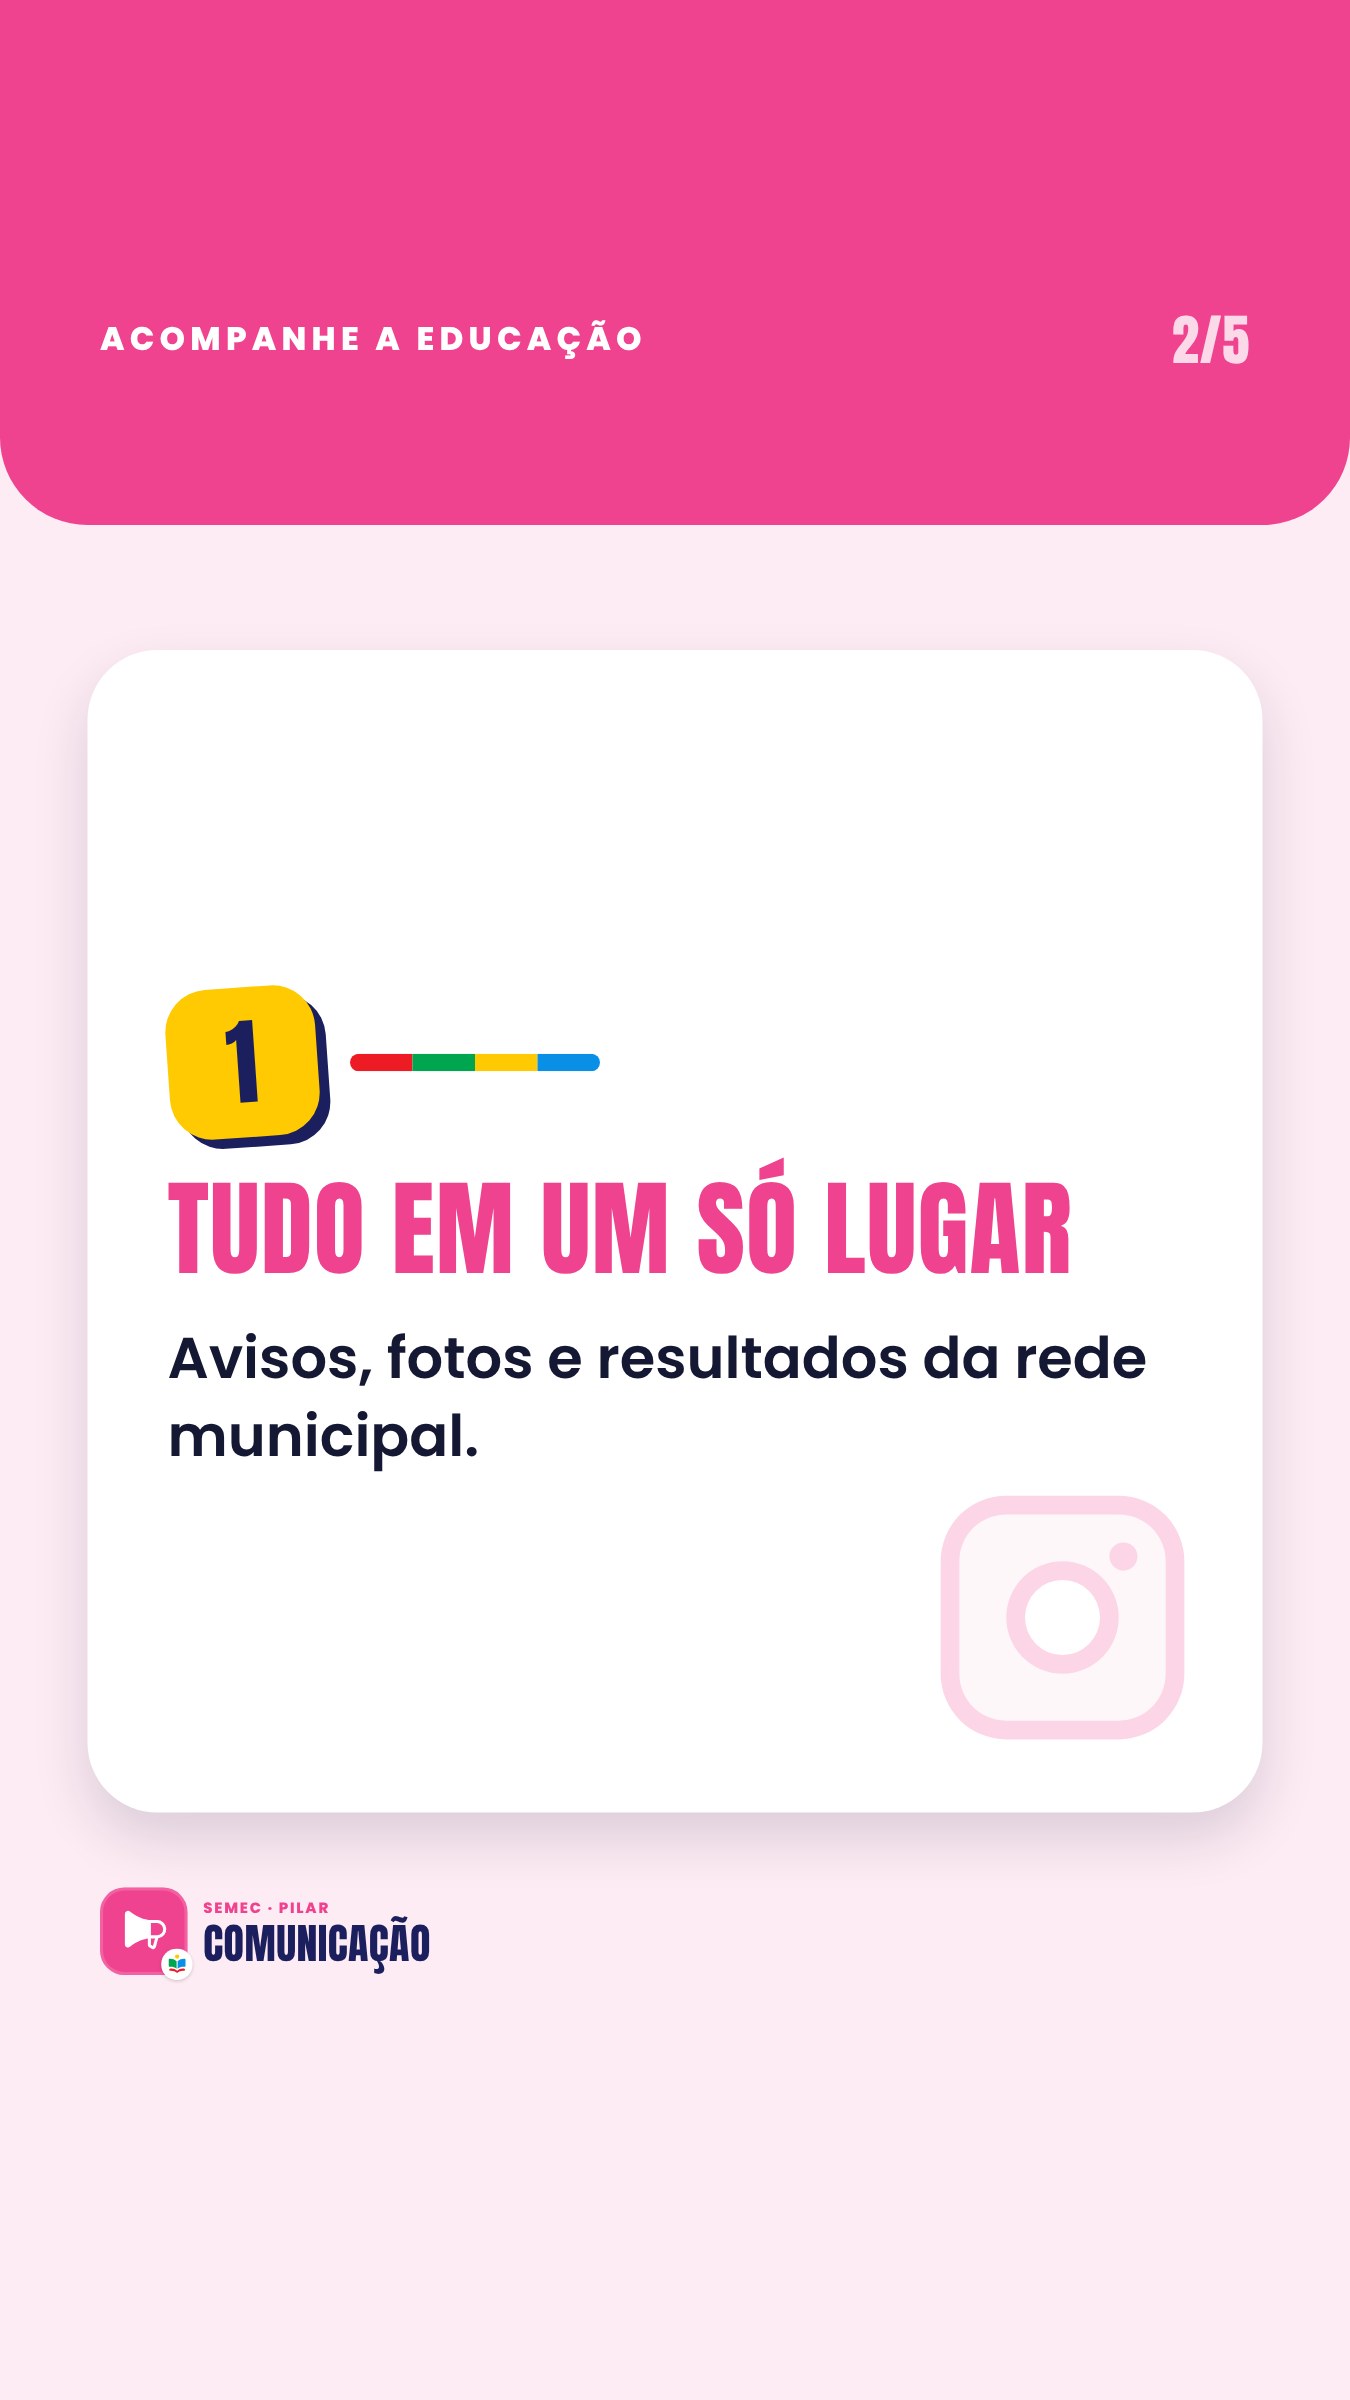 ACOMPANHE A EDUCAÇÃO
2/5
1
TUDO EM UM SÓ LUGAR
Avisos, fotos e resultados da rede
municipal.
SEMEC · PILAR
COMUNICAÇÃO